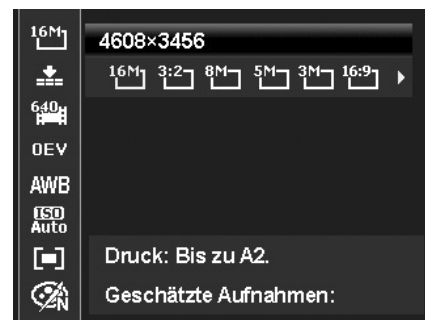 16M
4608×3456
16M 3:2 8M 5M 3M 16:9
640
0EV
AWB
ISO
Auto
Druck: Bis zu A2.
N
Geschätzte Aufnahmen: